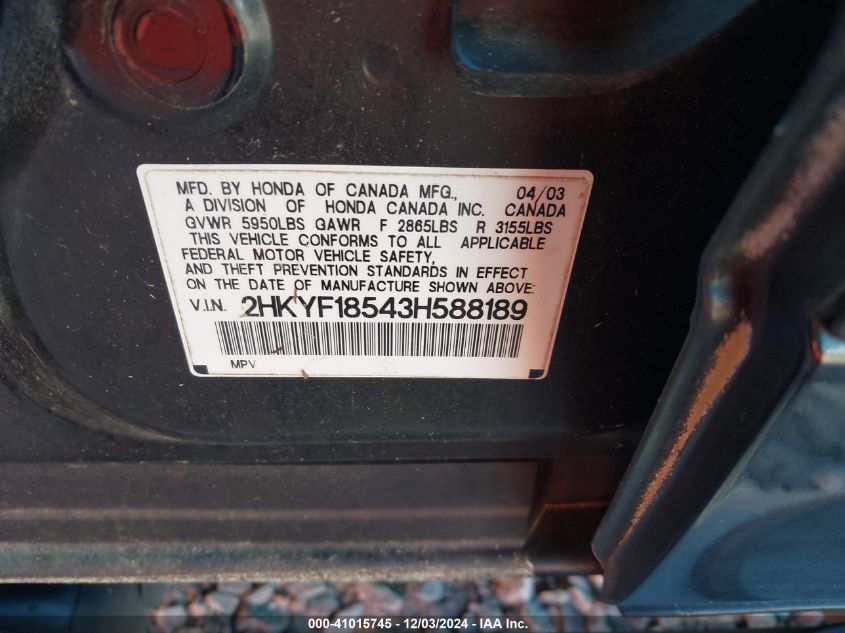 MFD. BY HONDA OF CANADA MFG., 04/03
A DIVISION OF HONDA CANADA INC. CANADA
GVWR 5950LBS GAWR F 2865LBS R 3155LBS
THIS VEHICLE CONFORMS TO ALL APPLICABLE
FEDERAL MOTOR VEHICLE SAFETY,
AND THEFT PREVENTION STANDARDS IN EFFECT
ON THE DATE OF MANUFACTURE SHOWN ABOVE:
V.I.N. 2HKYF18543H588189
MPV
000-41015745 - 12/03/2024 - IAA Inc.